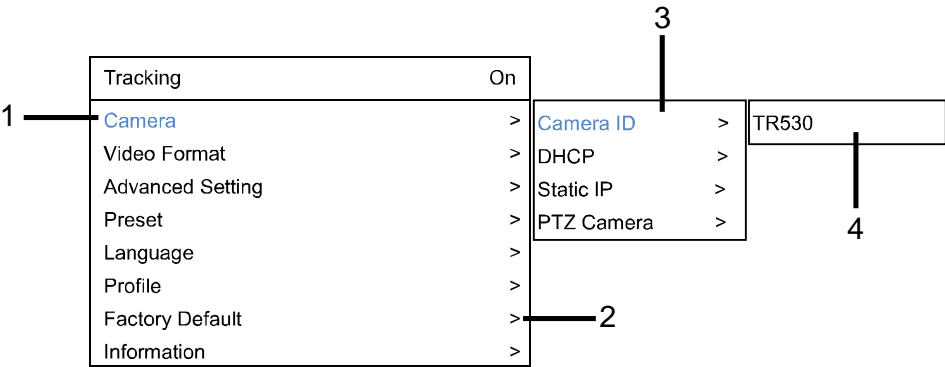 3
Tracking On
1 Camera > Camera ID > TR530
Video Format > DHCP >
Advanced Setting > Static IP >
Preset > PTZ Camera > 4
Language >
Profile >
Factory Default > 2
Information >